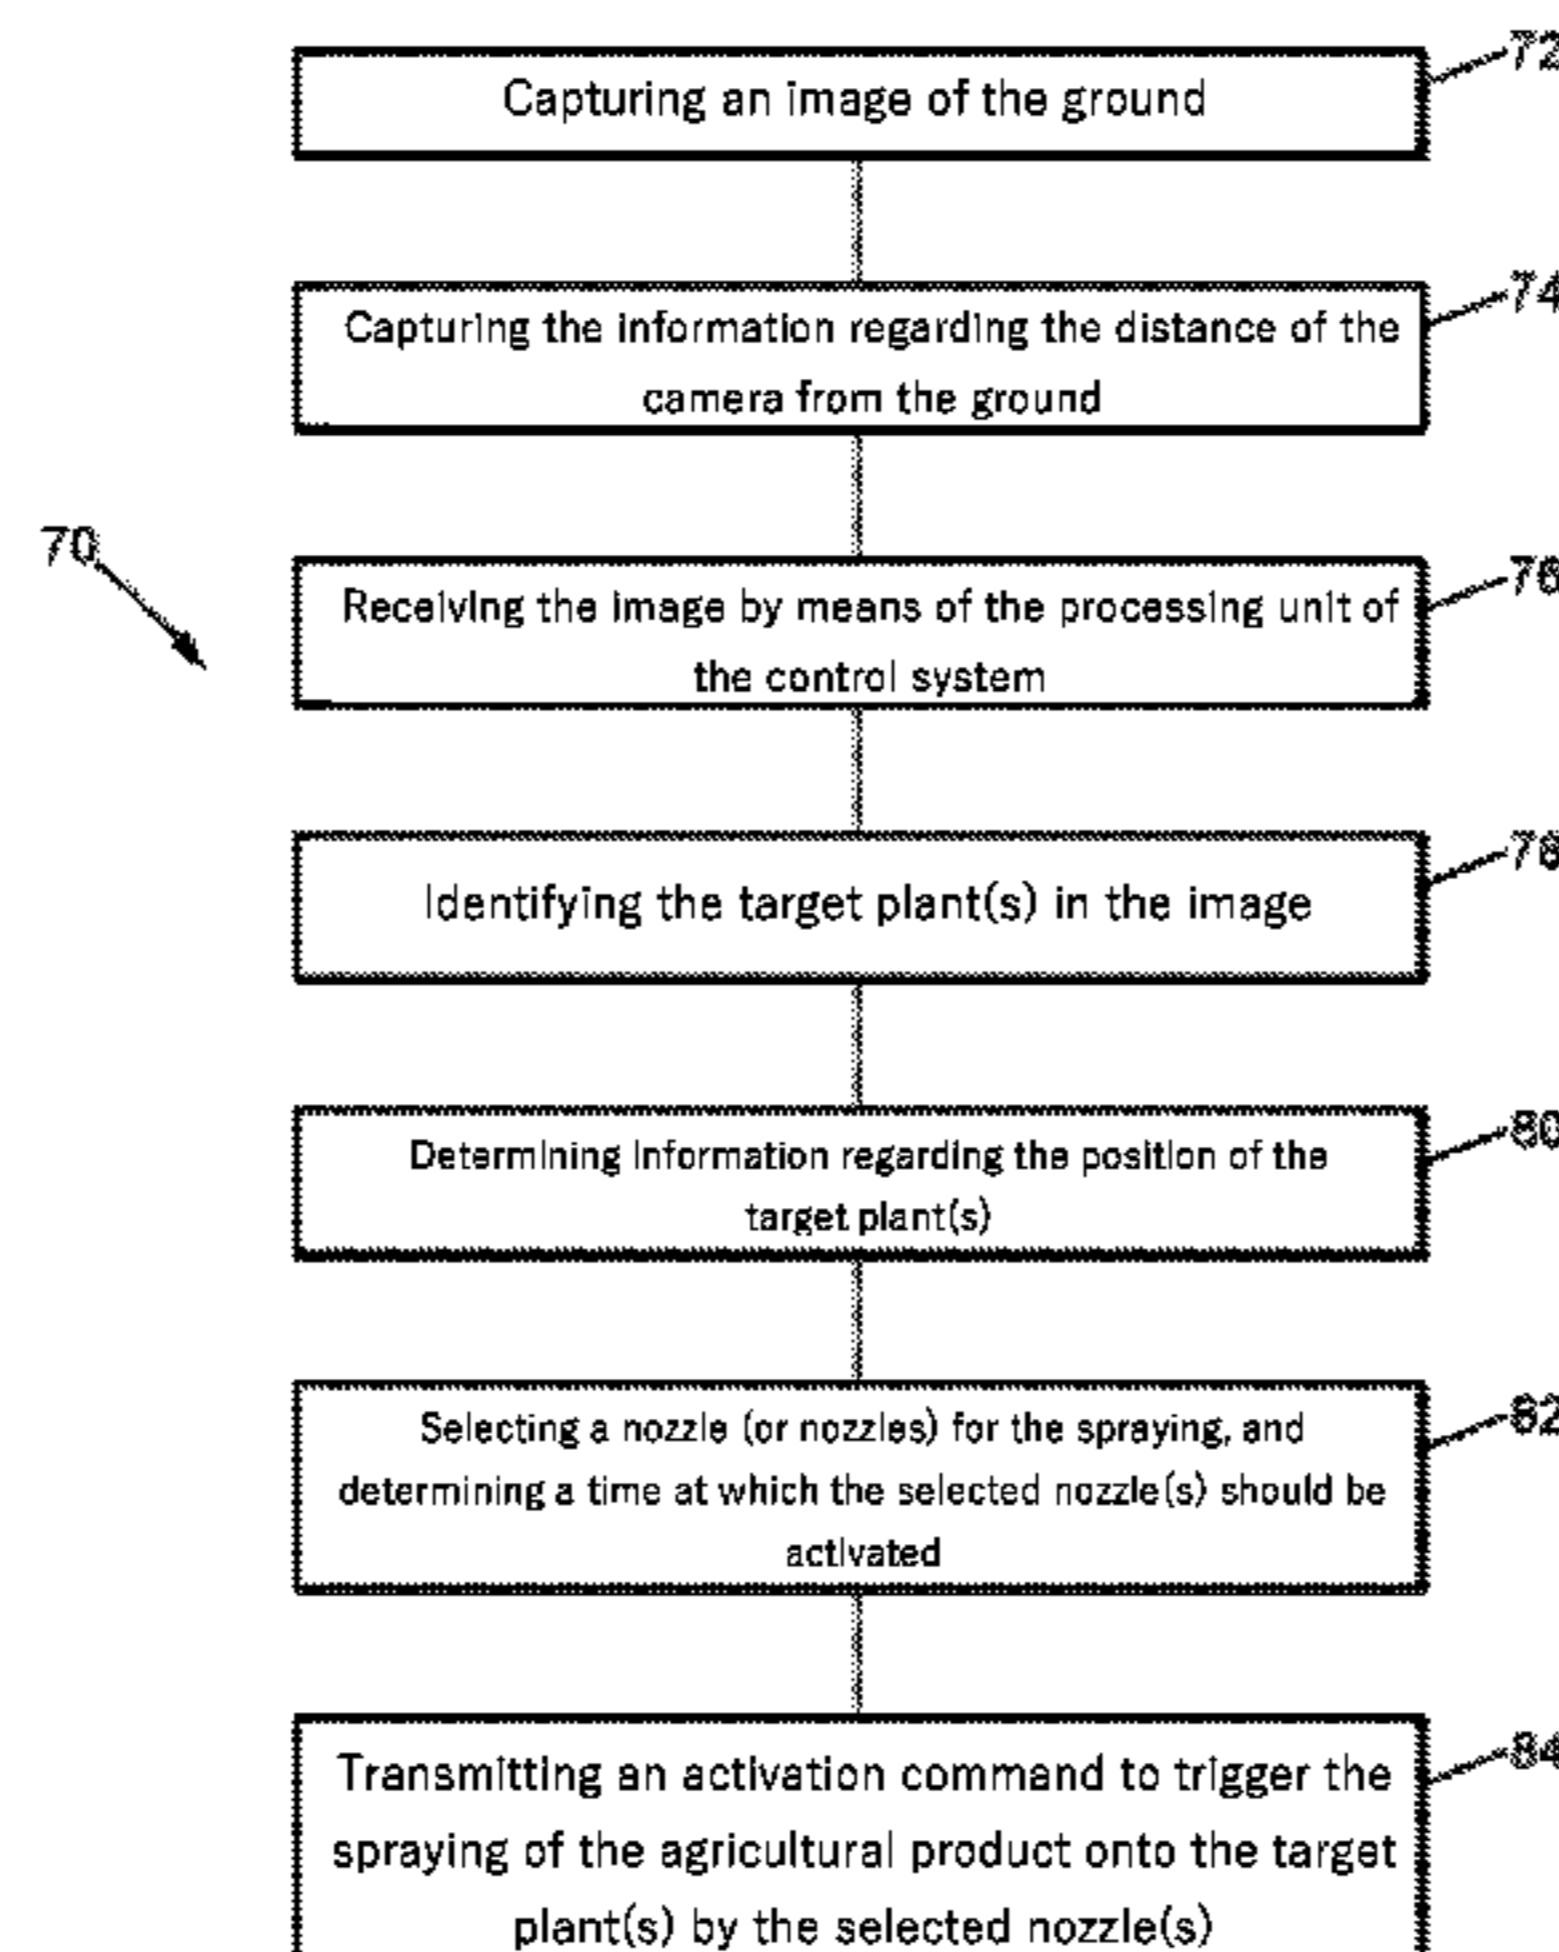 72
Capturing an image of the ground
74
Capturing the information regarding the distance of the
camera from the ground
70
76
Receiving the image by means of the processing unit of
the control system
78
Identifying the target plant(s) in the image
80
Determining information regarding the position of the
target plant(s)
82
Selecting a nozzle (or nozzles) for the spraying, and
determining a time at which the selected nozzle(s) should be
activated
84
Transmitting an activation command to trigger the
spraying of the agricultural product onto the target
plant(s) by the selected nozzle(s)